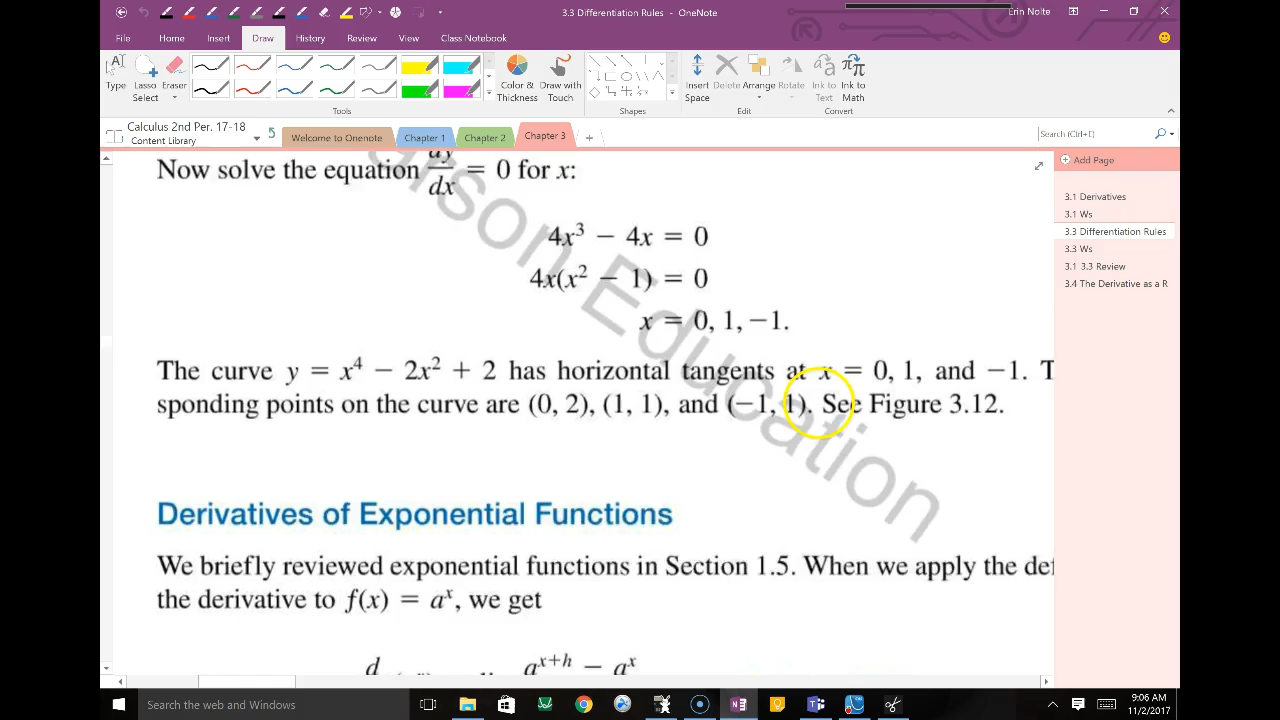 3.3 Differentiation Rules - OneNote
Erin Nolte
File Home Insert Draw History Review View Class Notebook
Type Lasso Select Eraser Color & Thickness Draw with Touch Insert Space Delete Arrange Rotate Ink to Text Ink to Math
Tools Shapes Edit Convert
Calculus 2nd Per. 17-18
Content Library
Welcome to Onenote Chapter 1 Chapter 2 Chapter 3
Search (Ctrl+E)
Add Page
3.1 Derivatives
3.1 Ws
3.3 Differentiation Rules
3.3 Ws
3.1 3.3 Review
3.4 The Derivative as a R
Now solve the equation dy/dx = 0 for x:
4x³ − 4x = 0
4x(x² − 1) = 0
x = 0, 1, −1.
The curve y = x⁴ − 2x² + 2 has horizontal tangents at x = 0, 1, and −1. T
sponding points on the curve are (0, 2), (1, 1), and (−1, 1). See Figure 3.12.
Derivatives of Exponential Functions
We briefly reviewed exponential functions in Section 1.5. When we apply the def
the derivative to f(x) = aˣ, we get
d
aˣ⁺ʰ − aˣ
Education
Search the web and Windows
9:06 AM
11/2/2017